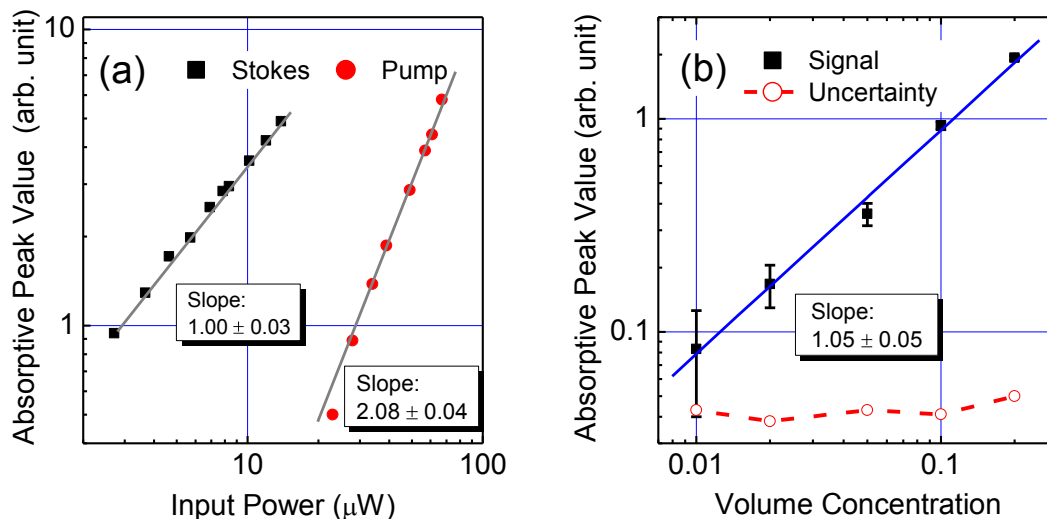 Absorptive Peak Value (arb. unit)
10
1
(a)
Stokes
Pump
Slope:
1.00 ± 0.03
Slope:
2.08 ± 0.04
10
100
Input Power (μW)
Absorptive Peak Value (arb. unit)
1
0.1
(b)
Signal
Uncertainty
Slope:
1.05 ± 0.05
0.01
0.1
Volume Concentration